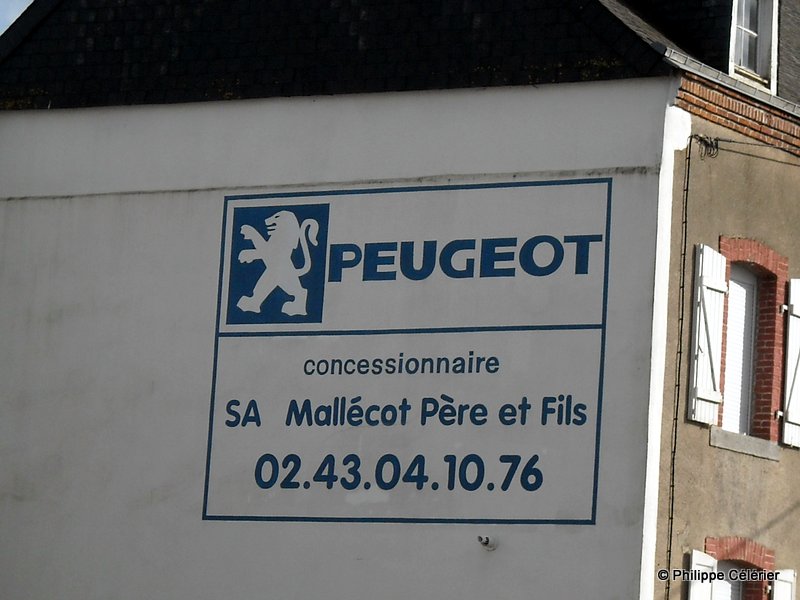 PEUGEOT
concessionnaire
SA Mallécot Père et Fils
02.43.04.10.76
© Philippe Célérier